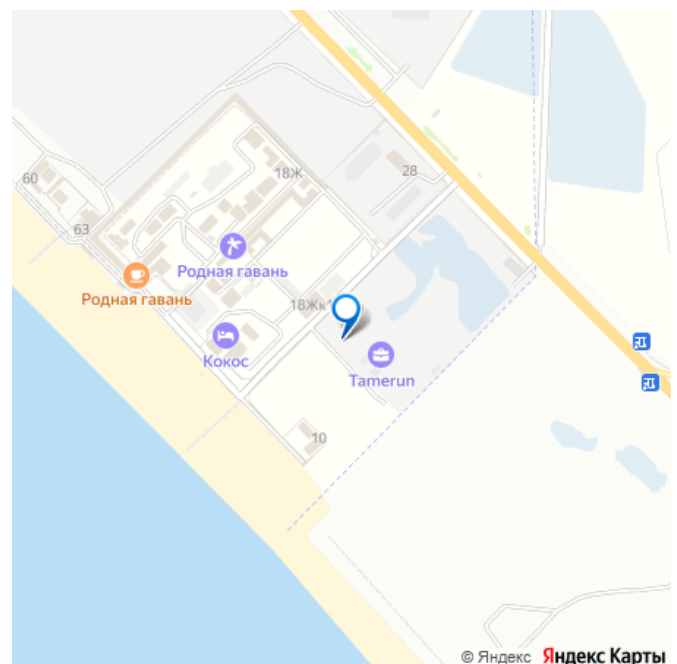 60
18Ж
28
63
Родная гавань
Родная гавань
18Жк1
Кокос
Tamerun
10
© Яндекс Яндекс Карты